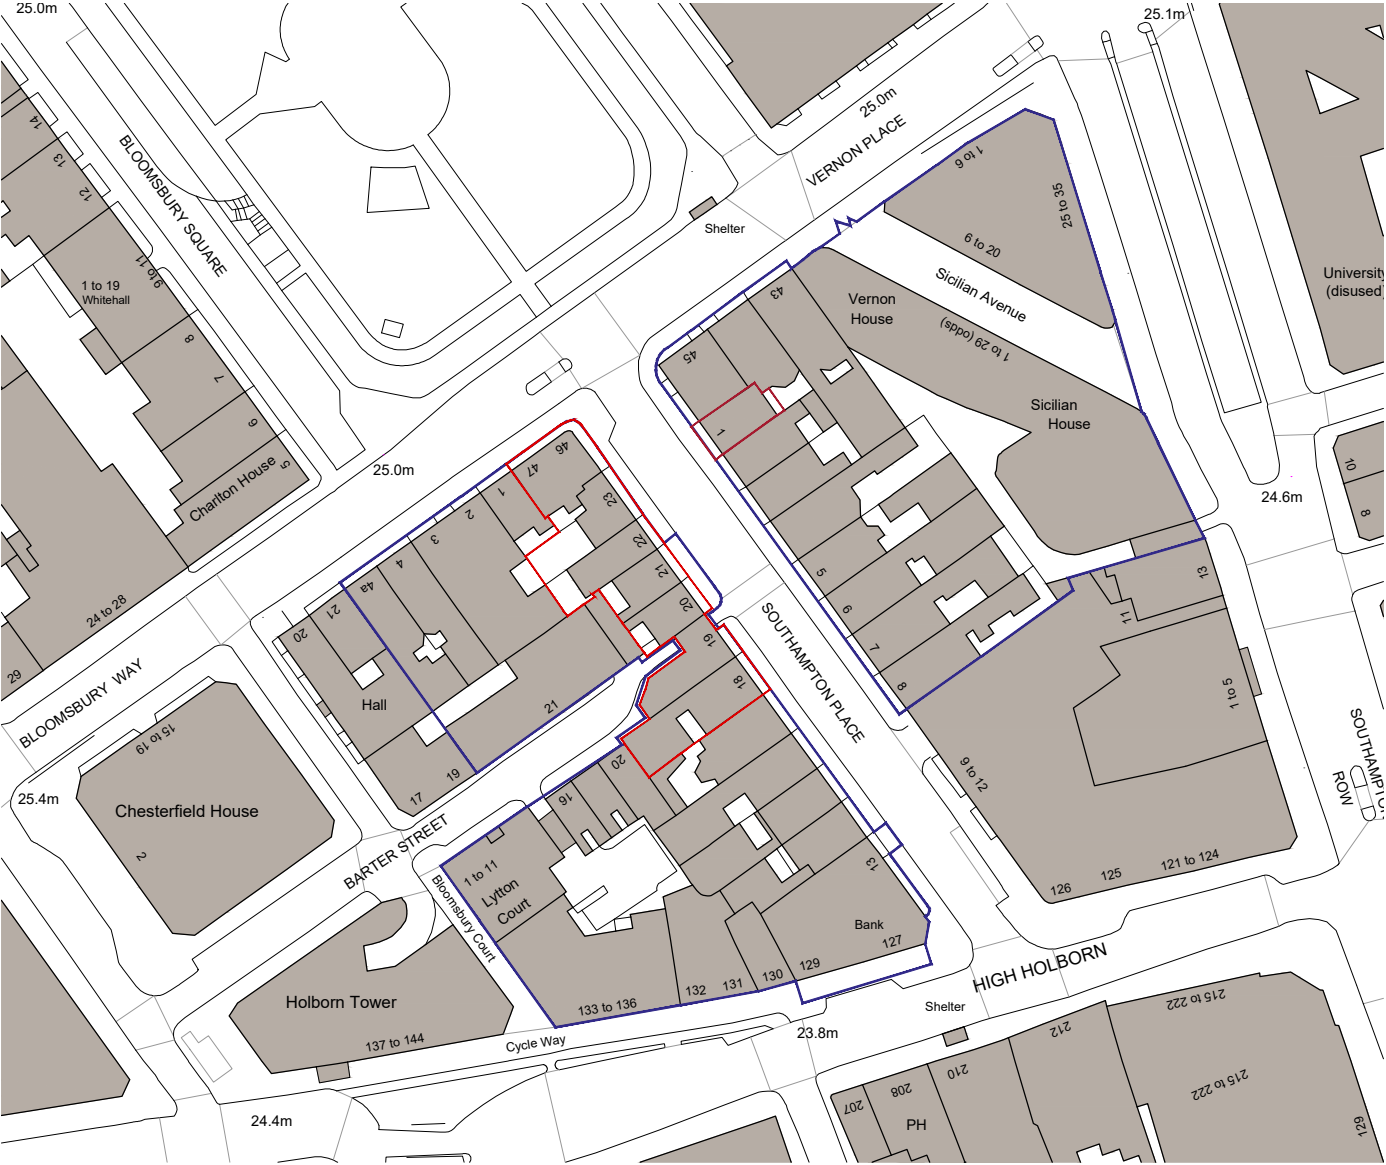 25.0m
25.1m
14
13
12
BLOOMSBURY SQUARE
9 to 11
1 to 19
Whitehall
8
7
6
5
Charlton House
24 to 28
29
BLOOMSBURY WAY
25.0m
VERNON PLACE
Shelter
25.0m
1 to 6
25 to 35
6 to 20
Sicilian Avenue
Vernon
House
1 to 29 (odds)
Sicilian
House
43
45
1
5
6
7
8
University
(disused)
10
8
24.6m
13
11
1 to 5
SOUTHAMPTON
ROW
9 to 12
126
125
121 to 124
46
47
1
2
3
4
4a
21
20
Hall
23
22
21
20
19
18
SOUTHAMPTON PLACE
21
19
17
BARTER STREET
20
16
1 to 11
Lytton
Court
Bloomsbury Court
13
Bank
127
129
130
131
132
133 to 136
15 to 19
Chesterfield House
2
25.4m
Holborn Tower
137 to 144
Cycle Way
24.4m
23.8m
HIGH HOLBORN
Shelter
207
208
PH
210
212
215 to 222
215 to 222
129